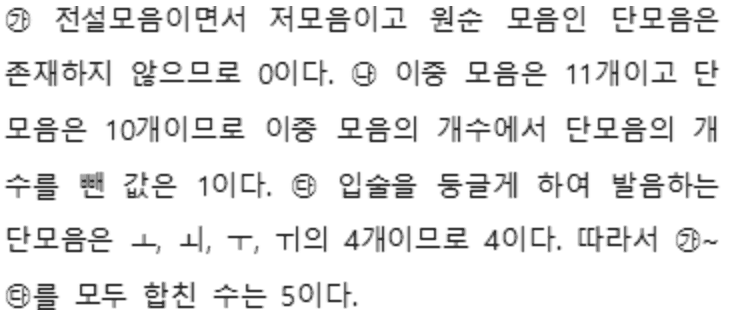 ㉮ 전설모음이면서 저모음이고 원순 모음인 단모음은
존재하지 않으므로 0이다. ㉯ 이중 모음은 11개이고 단
모음은 10개이므로 이중 모음의 개수에서 단모음의 개
수를 뺀 값은 1이다. ㉰ 입술을 둥글게 하여 발음하는
단모음은 ㅗ, ㅚ, ㅜ, ㅟ의 4개이므로 4이다. 따라서 ㉮~
㉰를 모두 합친 수는 5이다.